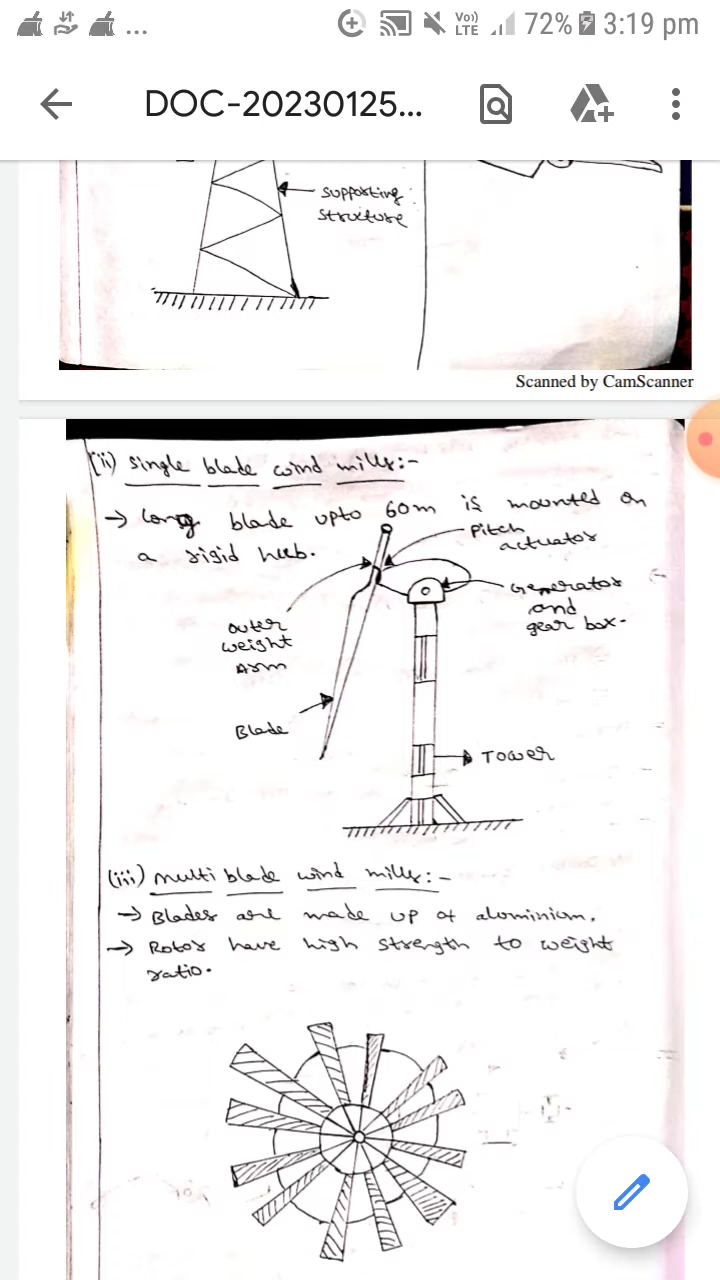 ...
Vo))
LTE
72%
3:19 pm
DOC-20230125...
supporting
structure
Scanned by CamScanner
(ii) single blade wind mills:-
→ Long blade upto 60m is mounted on
a rigid hub.
Pitch
actuator
Generator
and
gear box.
outer
weight
Arm
Blade
Tower
(iii) multi blade wind mills:-
→ Blades are made up of aluminium.
→ Rotor have high strength to weight
ratio.